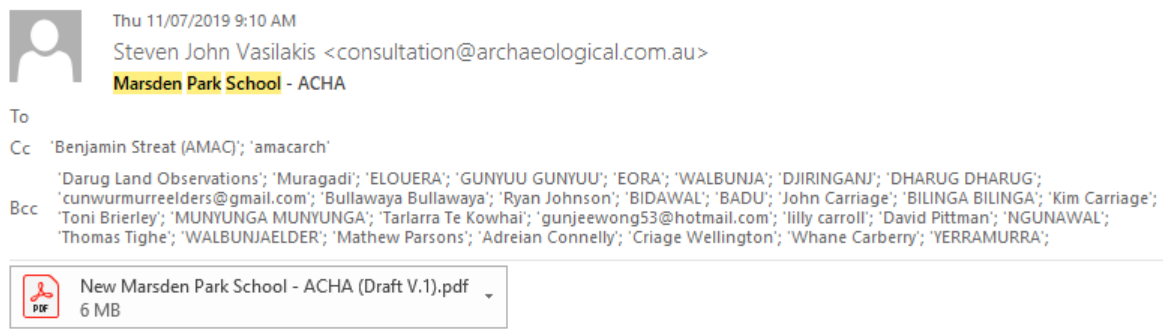 Thu 11/07/2019 9:10 AM
Steven John Vasilakis <consultation@archaeological.com.au>
Marsden Park School - ACHA
To
Cc 'Benjamin Streat (AMAC)'; 'amacarch'
'Darug Land Observations'; 'Muragadi'; 'ELOUERA'; 'GUNYUU GUNYUU'; 'EORA'; 'WALBUNJA'; 'DJIRINGANJ'; 'DHARUG DHARUG';
'cunwurmurreelders@gmail.com'; 'Bullawaya Bullawaya'; 'Ryan Johnson'; 'BIDAWAL'; 'BADU'; 'John Carriage'; 'BILINGA BILINGA'; 'Kim Carriage';
Bcc 'Toni Brierley'; 'MUNYUNGA MUNYUNGA'; 'Tarlarra Te Kowhai'; 'gunjeewong53@hotmail.com'; 'lilly carroll'; 'David Pittman'; 'NGUNAWAL';
'Thomas Tighe'; 'WALBUNJAELDER'; 'Mathew Parsons'; 'Adreian Connelly'; 'Criage Wellington'; 'Whane Carberry'; 'YERRAMURRA';
New Marsden Park School - ACHA (Draft V.1).pdf
PDF
6 MB